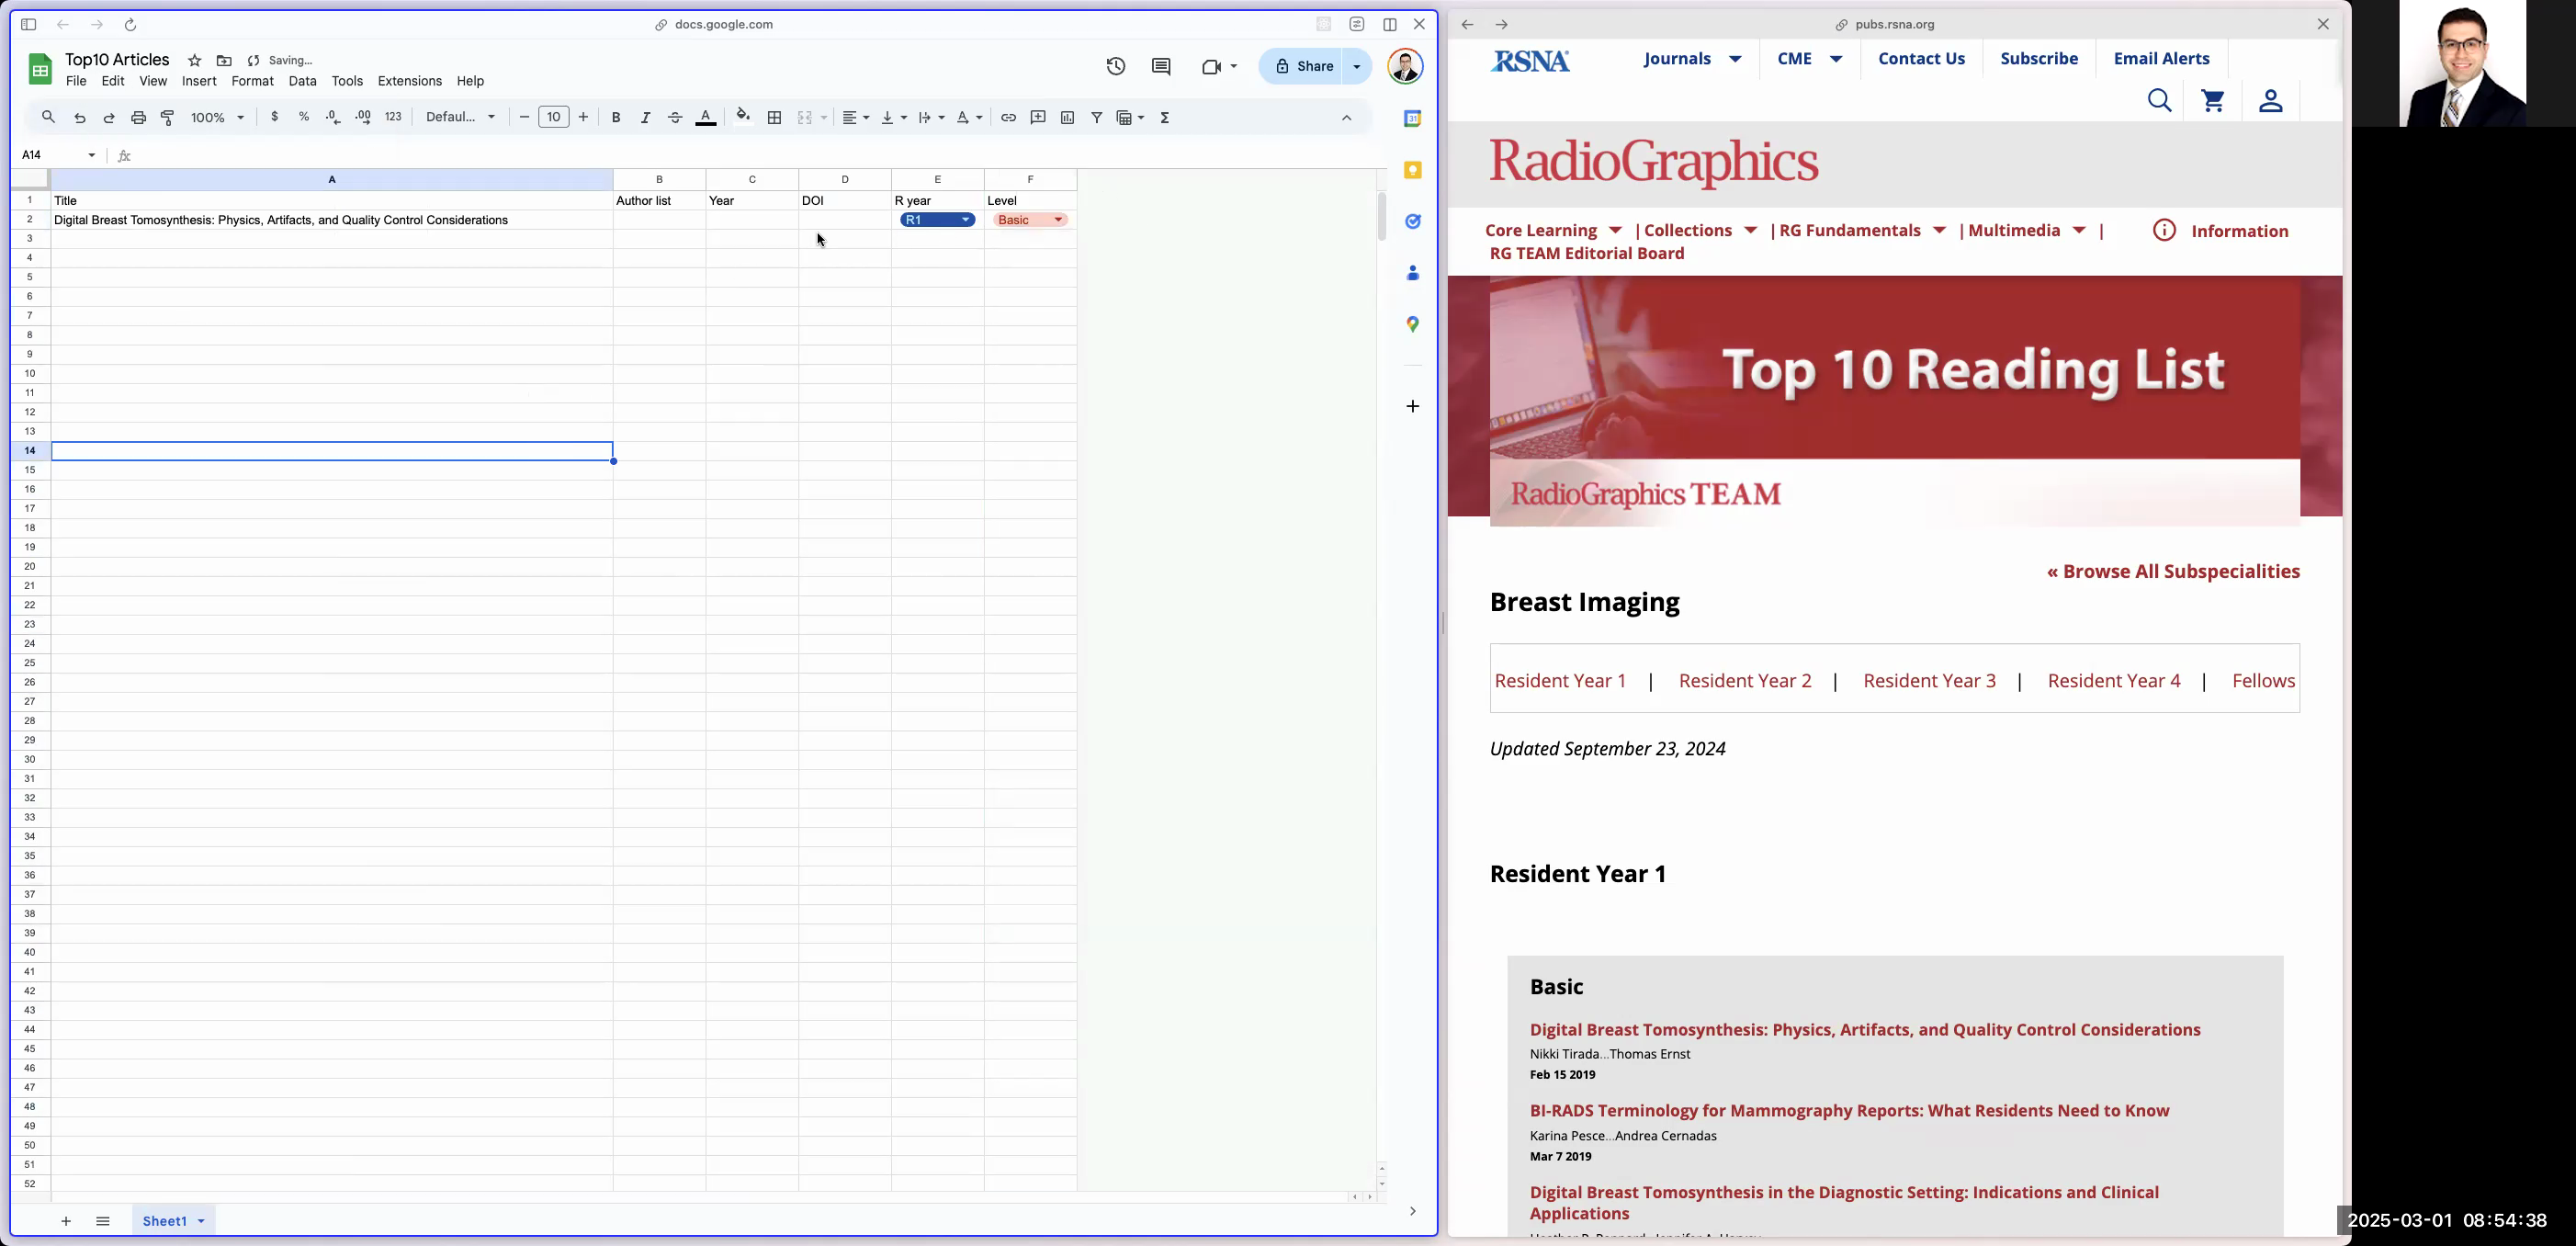 docs.google.com
Top10 Articles
Saving...
File Edit View Insert Format Data Tools Extensions Help
Share
100% $ % .0 .00 123 Defaul... 10 B I A
A14 fx
A B C D E F
1 Title Author list Year DOI R year Level
2 Digital Breast Tomosynthesis: Physics, Artifacts, and Quality Control Considerations R1 Basic
3
4
5
6
7
8
9
10
11
12
13
14
15
16
17
18
19
20
21
22
23
24
25
26
27
28
29
30
31
32
33
34
35
36
37
38
39
40
41
42
43
44
45
46
47
48
49
50
51
52
Sheet1
31
pubs.rsna.org
RSNA
Journals CME Contact Us Subscribe Email Alerts
RadioGraphics
Core Learning | Collections | RG Fundamentals | Multimedia |
RG TEAM Editorial Board
Information
Top 10 Reading List
RadioGraphics TEAM
« Browse All Subspecialities
Breast Imaging
Resident Year 1 | Resident Year 2 | Resident Year 3 | Resident Year 4 | Fellows
Updated September 23, 2024
Resident Year 1
Basic
Digital Breast Tomosynthesis: Physics, Artifacts, and Quality Control Considerations
Nikki Tirada...Thomas Ernst
Feb 15 2019
BI-RADS Terminology for Mammography Reports: What Residents Need to Know
Karina Pesce...Andrea Cernadas
Mar 7 2019
Digital Breast Tomosynthesis in the Diagnostic Setting: Indications and Clinical
Applications
2025-03-01 08:54:38